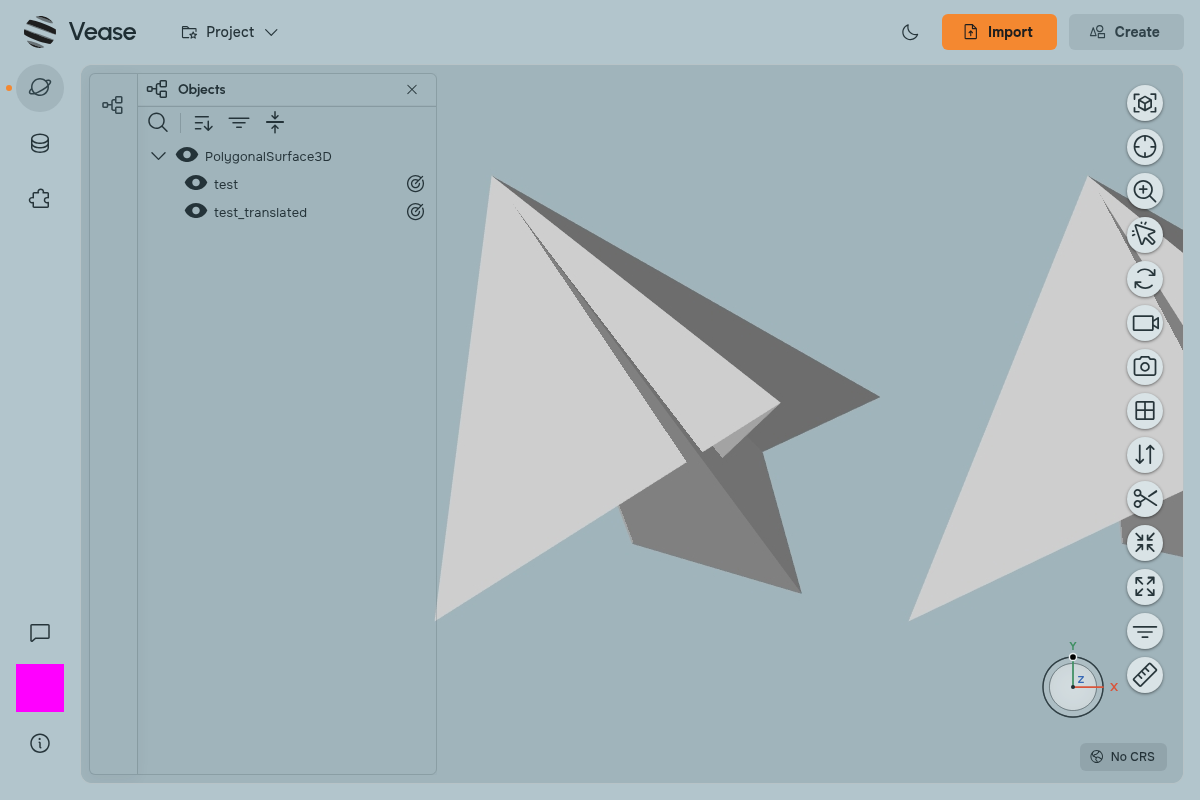 Vease
Project
Import
Create
Objects
PolygonalSurface3D
test
test_translated
Y
Z
X
No CRS